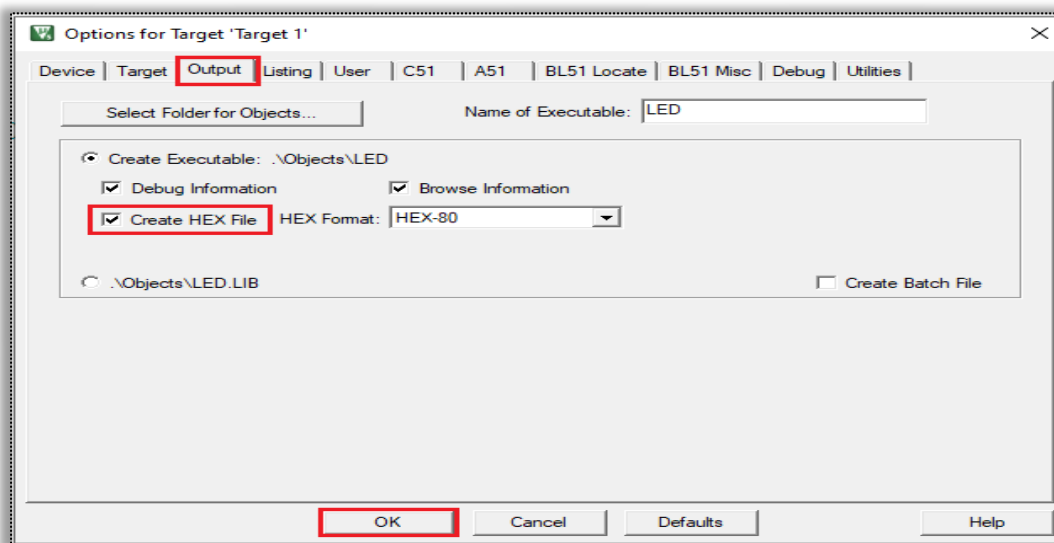 Options for Target 'Target 1'
Device Target Output Listing User C51 A51 BL51 Locate BL51 Misc Debug Utilities
Select Folder for Objects... Name of Executable: LED
Create Executable: .\Objects\LED
Debug Information Browse Information
Create HEX File HEX Format: HEX-80
.\Objects\LED.LIB Create Batch File
OK Cancel Defaults Help